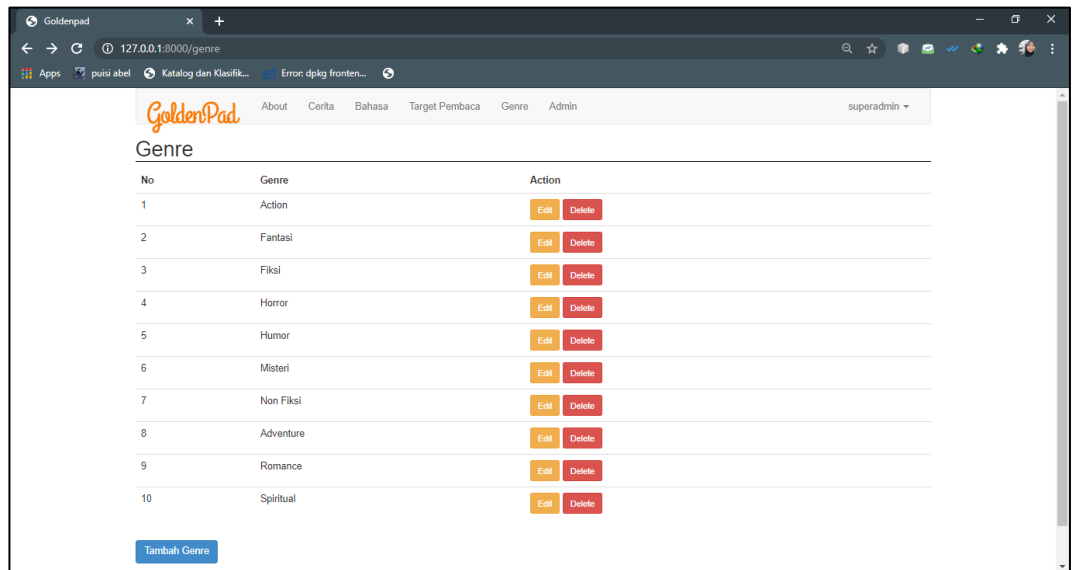 Goldenpad
127.0.0.1:8000/genre
Apps puisi abel Katalog dan Klasifik... Error: dpkg fronten...
GoldenPad About Cerita Bahasa Target Pembaca Genre Admin superadmin
Genre
No Genre Action
1 Action Edit Delete
2 Fantasi Edit Delete
3 Fiksi Edit Delete
4 Horror Edit Delete
5 Humor Edit Delete
6 Misteri Edit Delete
7 Non Fiksi Edit Delete
8 Adventure Edit Delete
9 Romance Edit Delete
10 Spiritual Edit Delete
Tambah Genre